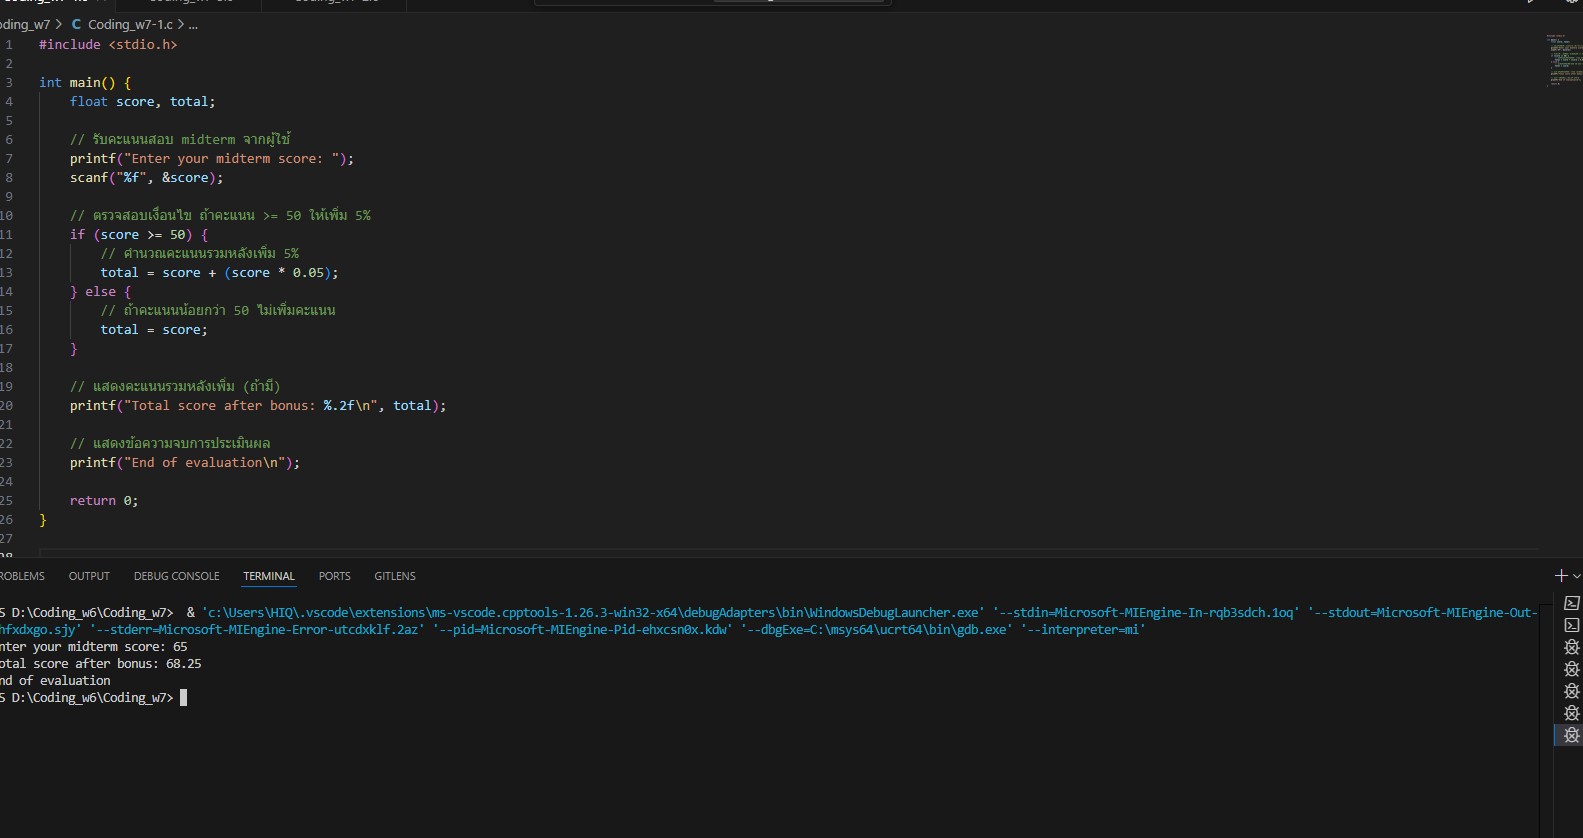 Coding_w7-1.c
oding_w7 > C Coding_w7-1.c > ...
1 #include <stdio.h>
2
3 int main() {
4 float score, total;
5
6 // รับคะแนนสอบ midterm จากผู้ใช้
7 printf("Enter your midterm score: ");
8 scanf("%f", &score);
9
10 // ตรวจสอบเงื่อนไข ถ้าคะแนน >= 50 ให้เพิ่ม 5%
11 if (score >= 50) {
12 // คำนวณคะแนนรวมหลังเพิ่ม 5%
13 total = score + (score * 0.05);
14 } else {
15 // ถ้าคะแนนน้อยกว่า 50 ไม่เพิ่มคะแนน
16 total = score;
17 }
18
19 // แสดงคะแนนรวมหลังเพิ่ม (ถ้ามี)
20 printf("Total score after bonus: %.2f\n", total);
21
22 // แสดงข้อความจบการประเมินผล
23 printf("End of evaluation\n");
24
25 return 0;
26 }
27
28
ROBLEMS OUTPUT DEBUG CONSOLE TERMINAL PORTS GITLENS
S D:\Coding_w6\Coding_w7> & 'c:\Users\HIQ\.vscode\extensions\ms-vscode.cpptools-1.26.3-win32-x64\debugAdapters\bin\WindowsDebugLauncher.exe' '--stdin=Microsoft-MIEngine-In-rqb3sdch.1oq' '--stdout=Microsoft-MIEngine-Out-
hfxdxgo.sjy' '--stderr=Microsoft-MIEngine-Error-utcdxklf.2az' '--pid=Microsoft-MIEngine-Pid-ehxcsn0x.kdw' '--dbgExe=C:\msys64\ucrt64\bin\gdb.exe' '--interpreter=mi'
nter your midterm score: 65
otal score after bonus: 68.25
nd of evaluation
S D:\Coding_w6\Coding_w7>